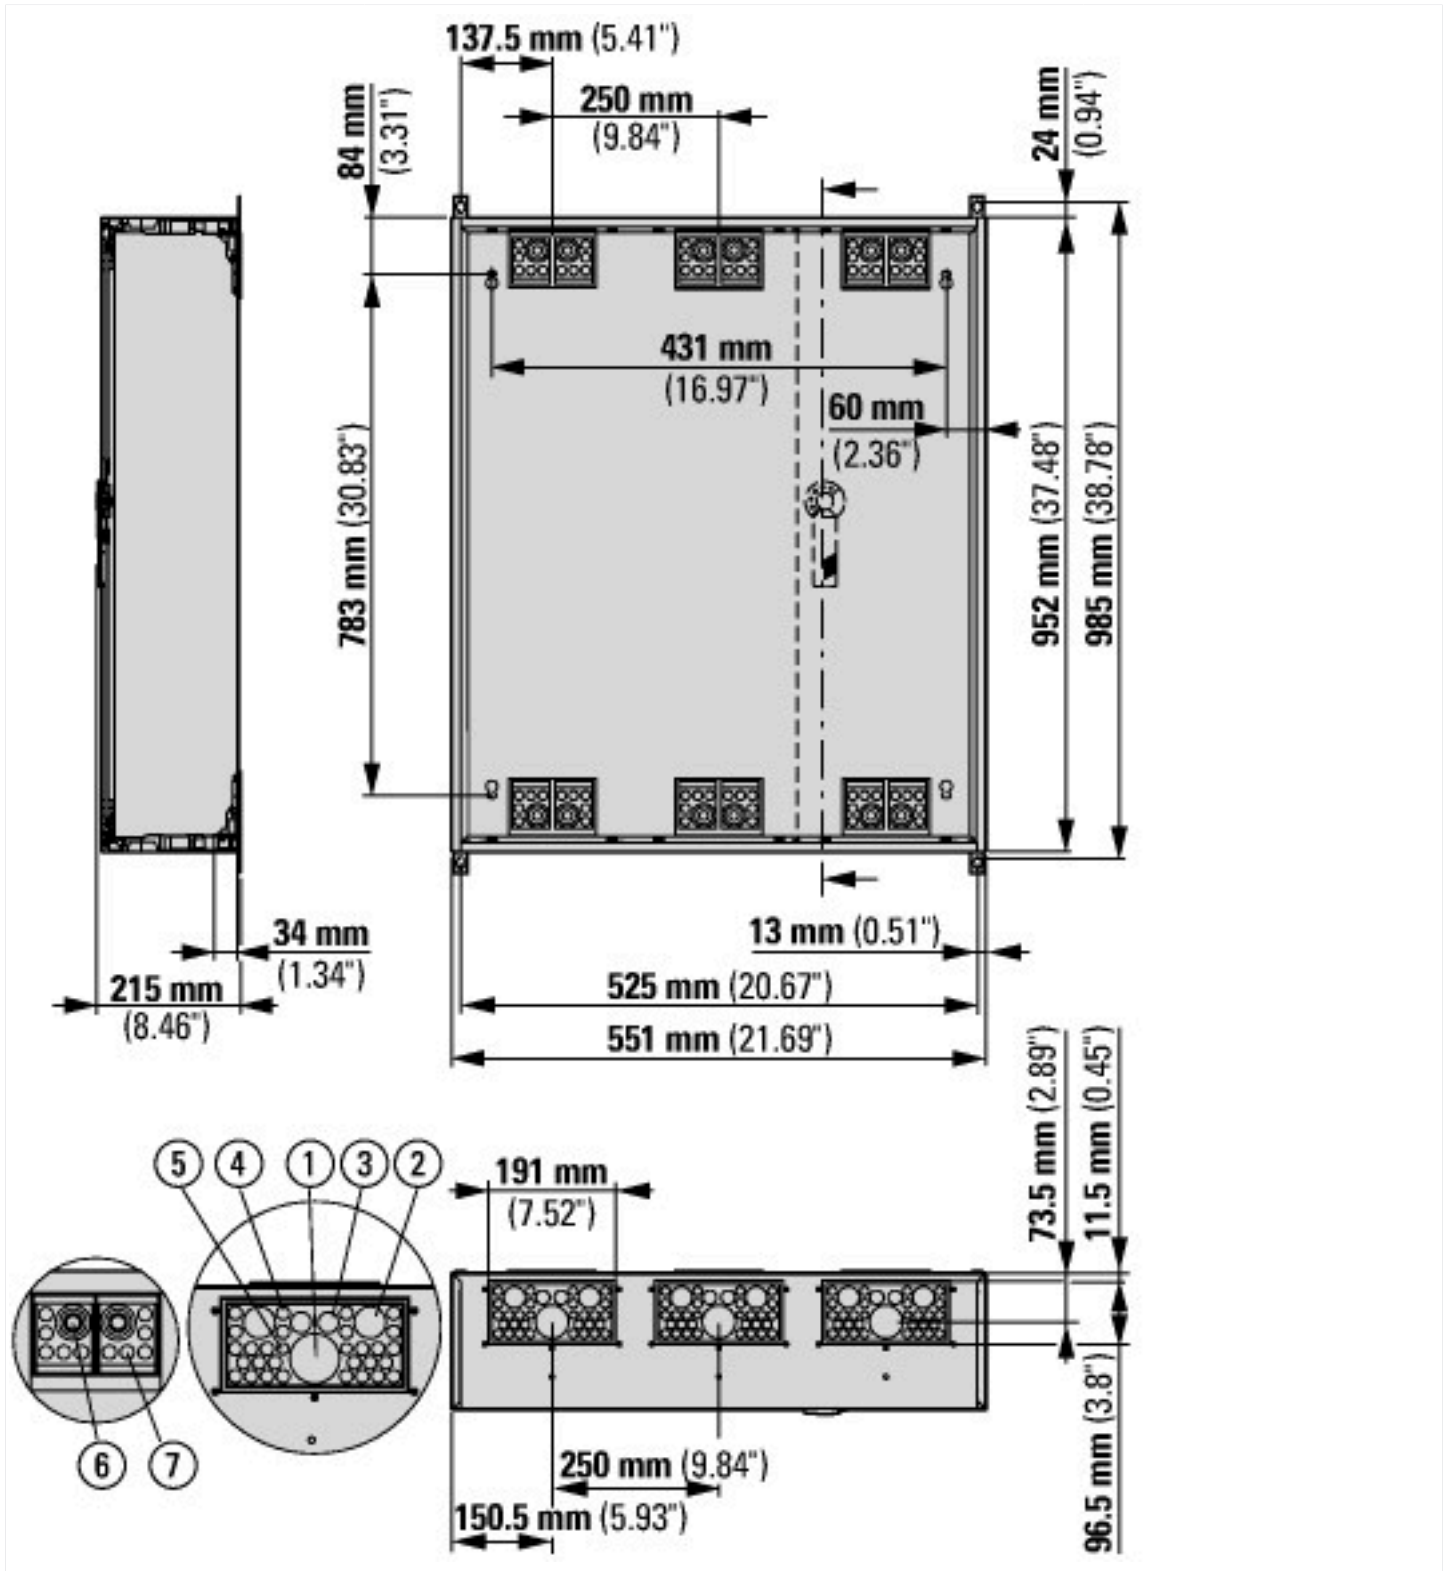 137.5 mm (5.41")
250 mm
(9.84")
84 mm
(3.31")
24 mm
(0.94")
431 mm
(16.97")
60 mm
(2.36")
783 mm (30.83")
952 mm (37.48")
985 mm (38.78")
34 mm
(1.34")
215 mm
(8.46")
13 mm (0.51")
525 mm (20.67")
551 mm (21.69")
73.5 mm (2.89")
11.5 mm (0.45")
5 4 1 3 2
191 mm
(7.52")
6 7
250 mm (9.84")
150.5 mm (5.93")
96.5 mm (3.8")